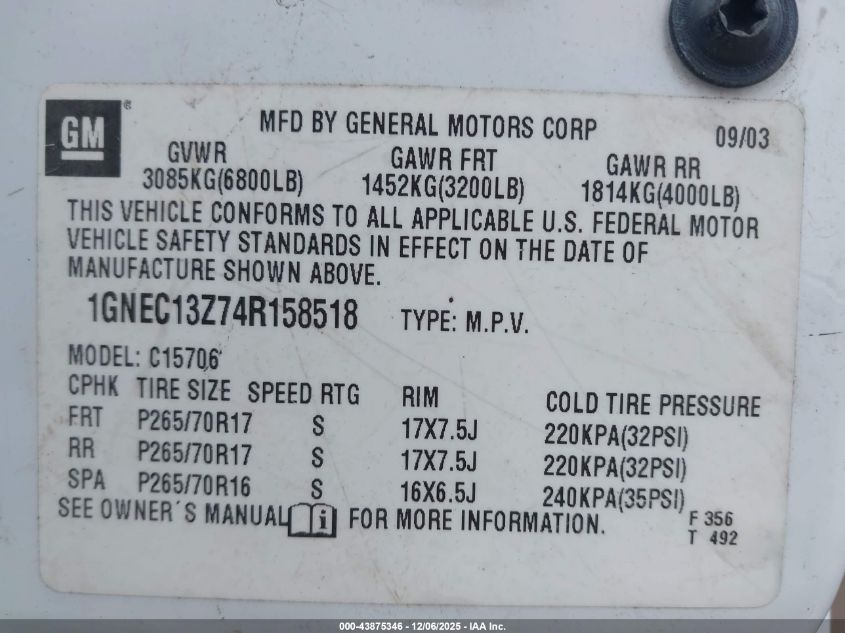 GM ®
MFD BY GENERAL MOTORS CORP 09/03
GVWR GAWR FRT GAWR RR
3085KG(6800LB) 1452KG(3200LB) 1814KG(4000LB)
THIS VEHICLE CONFORMS TO ALL APPLICABLE U.S. FEDERAL MOTOR
VEHICLE SAFETY STANDARDS IN EFFECT ON THE DATE OF
MANUFACTURE SHOWN ABOVE.
1GNEC13Z74R158518 TYPE: M.P.V.
MODEL: C15706
CPHK TIRE SIZE SPEED RTG RIM COLD TIRE PRESSURE
FRT P265/70R17 S 17X7.5J 220KPA(32PSI)
RR P265/70R17 S 17X7.5J 220KPA(32PSI)
SPA P265/70R16 S 16X6.5J 240KPA(35PSI)
SEE OWNER´S MANUAL i FOR MORE INFORMATION.
F 356
T 492
000-43875346 - 12/06/2025 - IAA Inc.